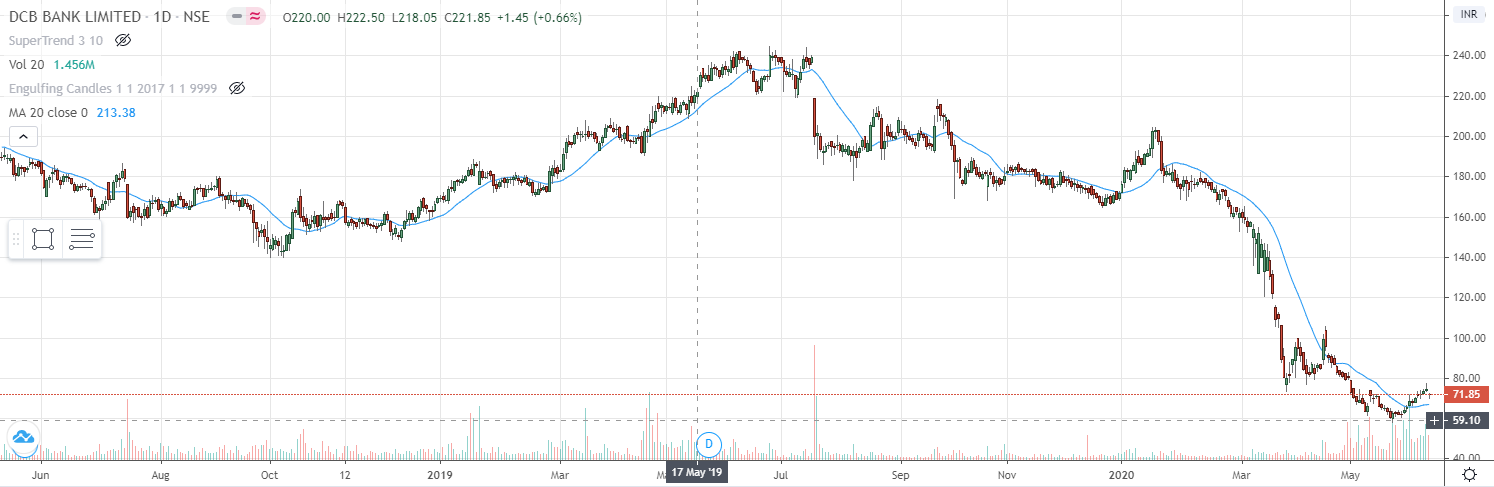 DCB BANK LIMITED · 1D · NSE O220.00 H222.50 L218.05 C221.85 +1.45 (+0.66%) INR
SuperTrend 3 10
Vol 20 1.456M
Engulfing Candles 1 1 2017 1 1 9999
MA 20 close 0 213.38
240.00
220.00
200.00
180.00
160.00
140.00
120.00
100.00
80.00
71.85
59.10
D
40.00
Jun Aug Oct 12 2019 Mar 17 May '19 Jul Sep Nov 2020 Mar May